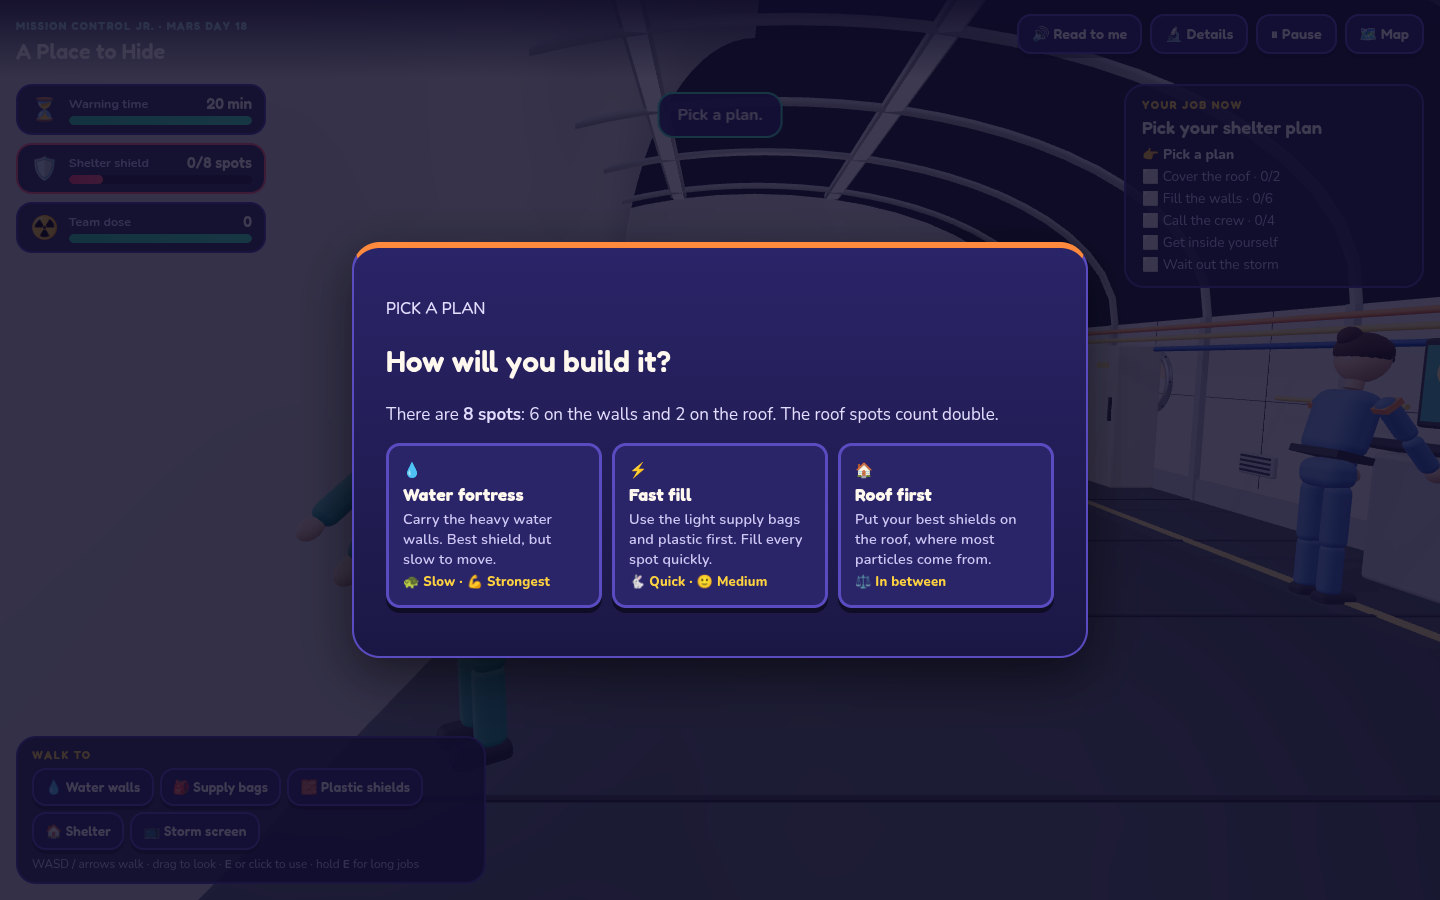 MISSION CONTROL JR. · MARS DAY 18
A Place to Hide
🔊 Read to me
🔬 Details
⏸ Pause
🗺️ Map
⏳ Warning time 20 min
🛡️ Shelter shield 0/8 spots
☢️ Team dose 0
Pick a plan.
YOUR JOB NOW
Pick your shelter plan
👉 Pick a plan
⬜ Cover the roof · 0/2
⬜ Fill the walls · 0/6
⬜ Call the crew · 0/4
⬜ Get inside yourself
⬜ Wait out the storm
PICK A PLAN
How will you build it?
There are 8 spots: 6 on the walls and 2 on the roof. The roof spots count double.
💧
Water fortress
Carry the heavy water
walls. Best shield, but
slow to move.
🐢 Slow · 💪 Strongest
⚡
Fast fill
Use the light supply bags
and plastic first. Fill every
spot quickly.
🐇 Quick · 🙂 Medium
🏠
Roof first
Put your best shields on
the roof, where most
particles come from.
⚖️ In between
WALK TO
💧 Water walls
🎒 Supply bags
🧱 Plastic shields
🏠 Shelter
📺 Storm screen
WASD / arrows walk · drag to look · E or click to use · hold E for long jobs